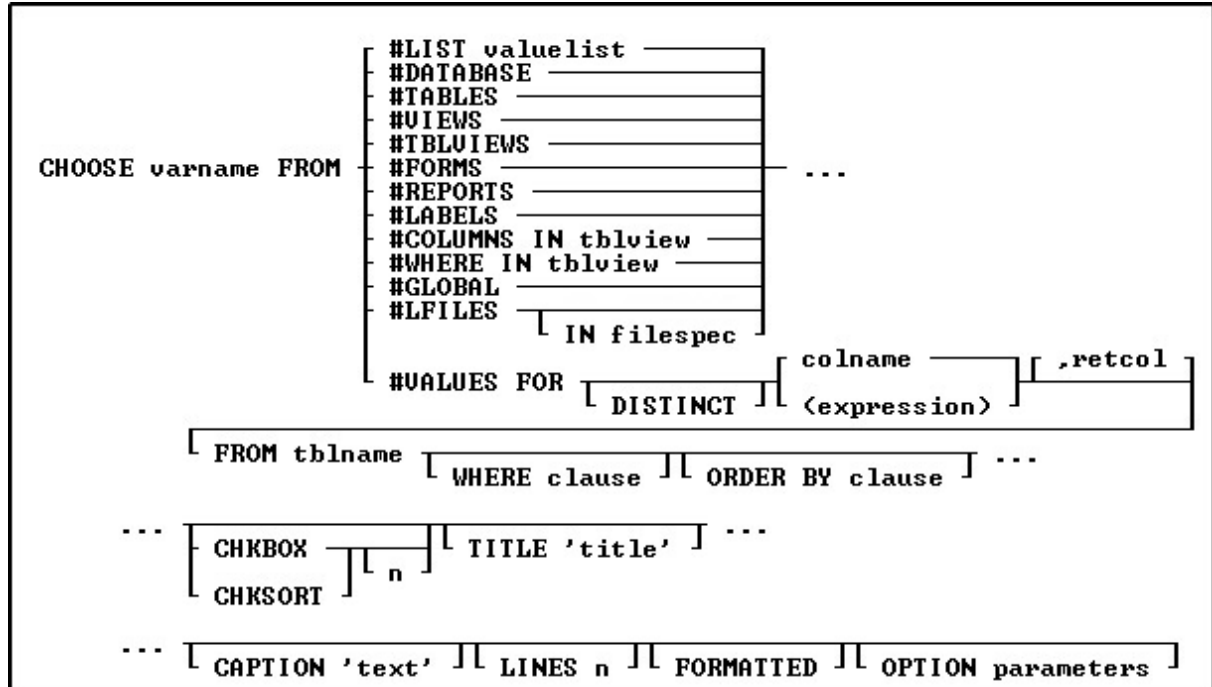 #LIST valuelist
#DATABASE
#TABLES
#VIEWS
#TBLVIEWS
CHOOSE varname FROM #FORMS ...
#REPORTS
#LABELS
#COLUMNS IN tblview
#WHERE IN tblview
#GLOBAL
#LFILES
IN filespec
colname ,retcol
#VALUES FOR
DISTINCT (expression)
FROM tblname ...
WHERE clause ORDER BY clause
... ...
CHKBOX TITLE 'title'
n
CHKSORT
...
CAPTION 'text' LINES n FORMATTED OPTION parameters